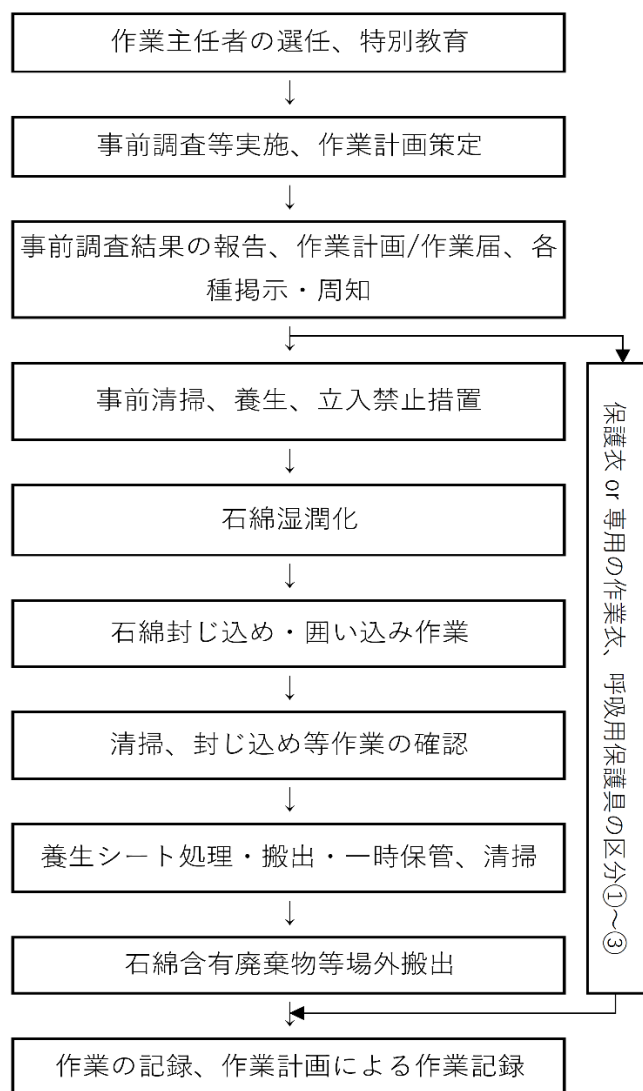 作業主任者の選任、特別教育
↓
事前調査等実施、作業計画策定
↓
事前調査結果の報告、作業計画/作業届、各
種掲示・周知
↓
事前清掃、養生、立入禁止措置
↓
石綿湿潤化
↓
石綿封じ込め・囲い込み作業
↓
清掃、封じ込め等作業の確認
↓
養生シート処理・搬出・一時保管、清掃
↓
石綿含有廃棄物等場外搬出
↓
保護衣 or 専用の作業衣、呼吸用保護具の区分①～③
作業の記録、作業計画による作業記録